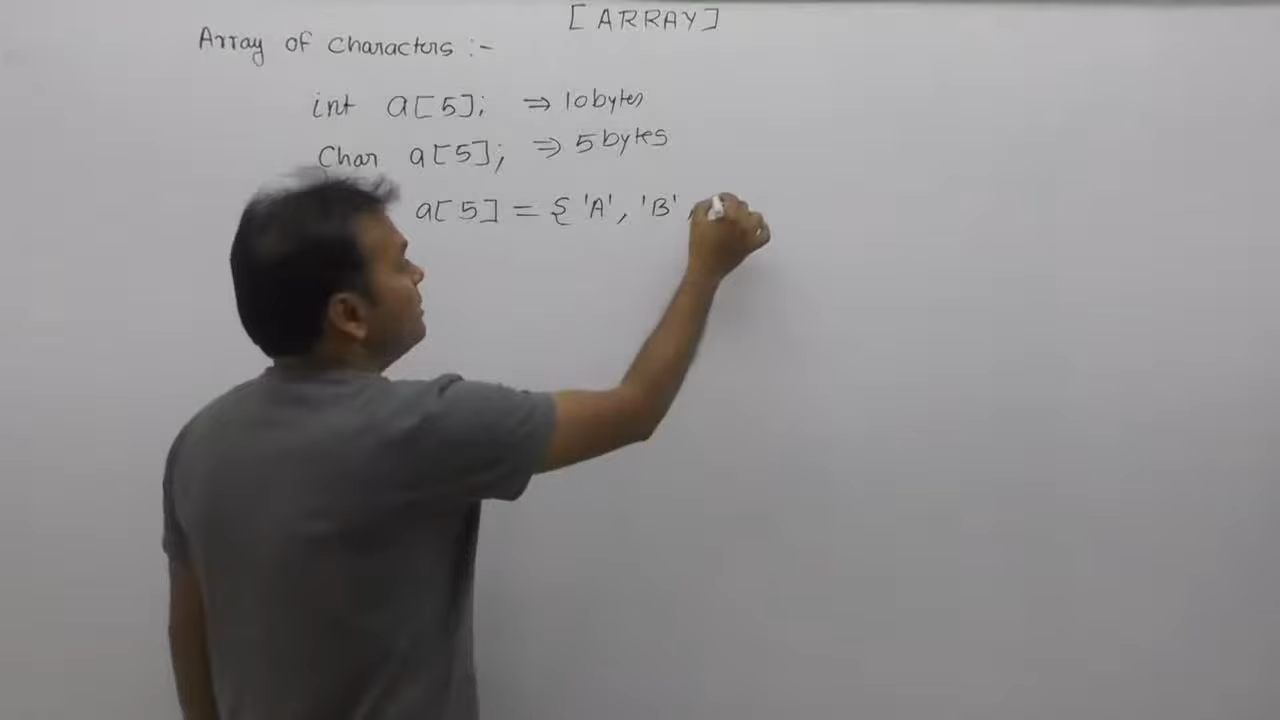 [ARRAY]
Array of characters :-
int a[5]; ⇒ 10bytes
Char a[5]; ⇒ 5bytes
a[5] = { 'A', 'B',